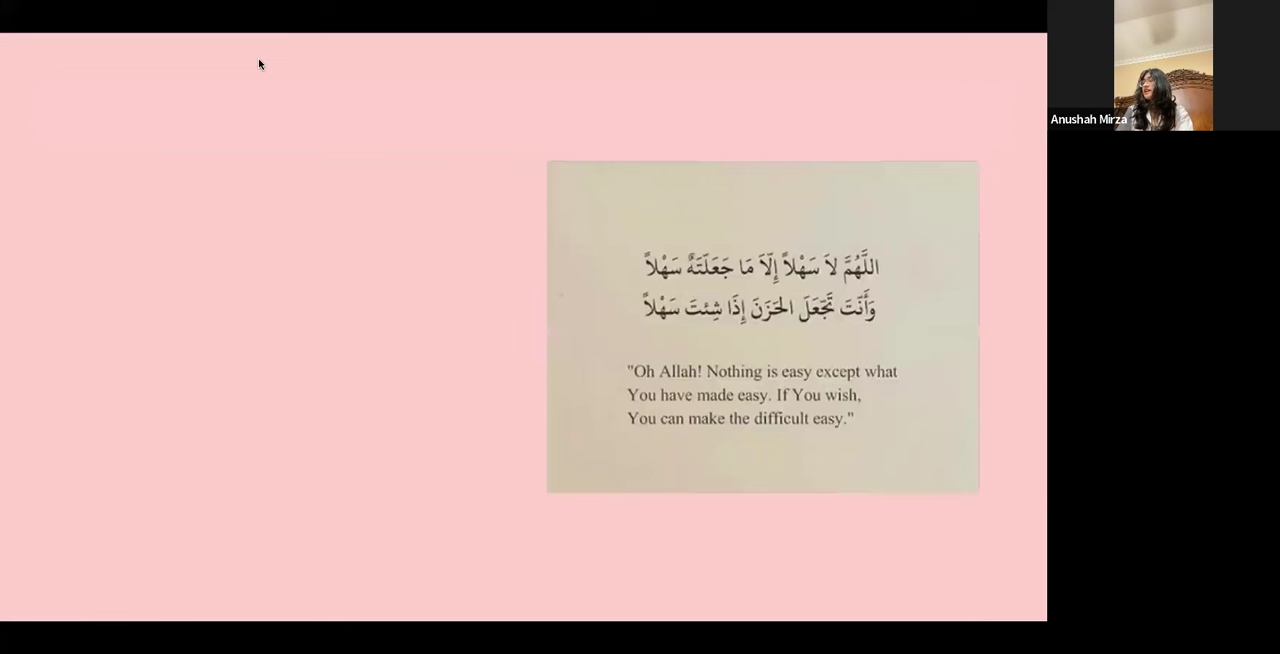 اللَّهُمَّ لاَ سَهْلاً إِلّاَ مَا جَعَلّتَهٌ سَهْلاً
وَأَنّتَ تَجّعَلَ الحَزَنَ إِذَا شِئتَ سَهْلاً
"Oh Allah! Nothing is easy except what
You have made easy. If You wish,
You can make the difficult easy."
Anushah Mirza